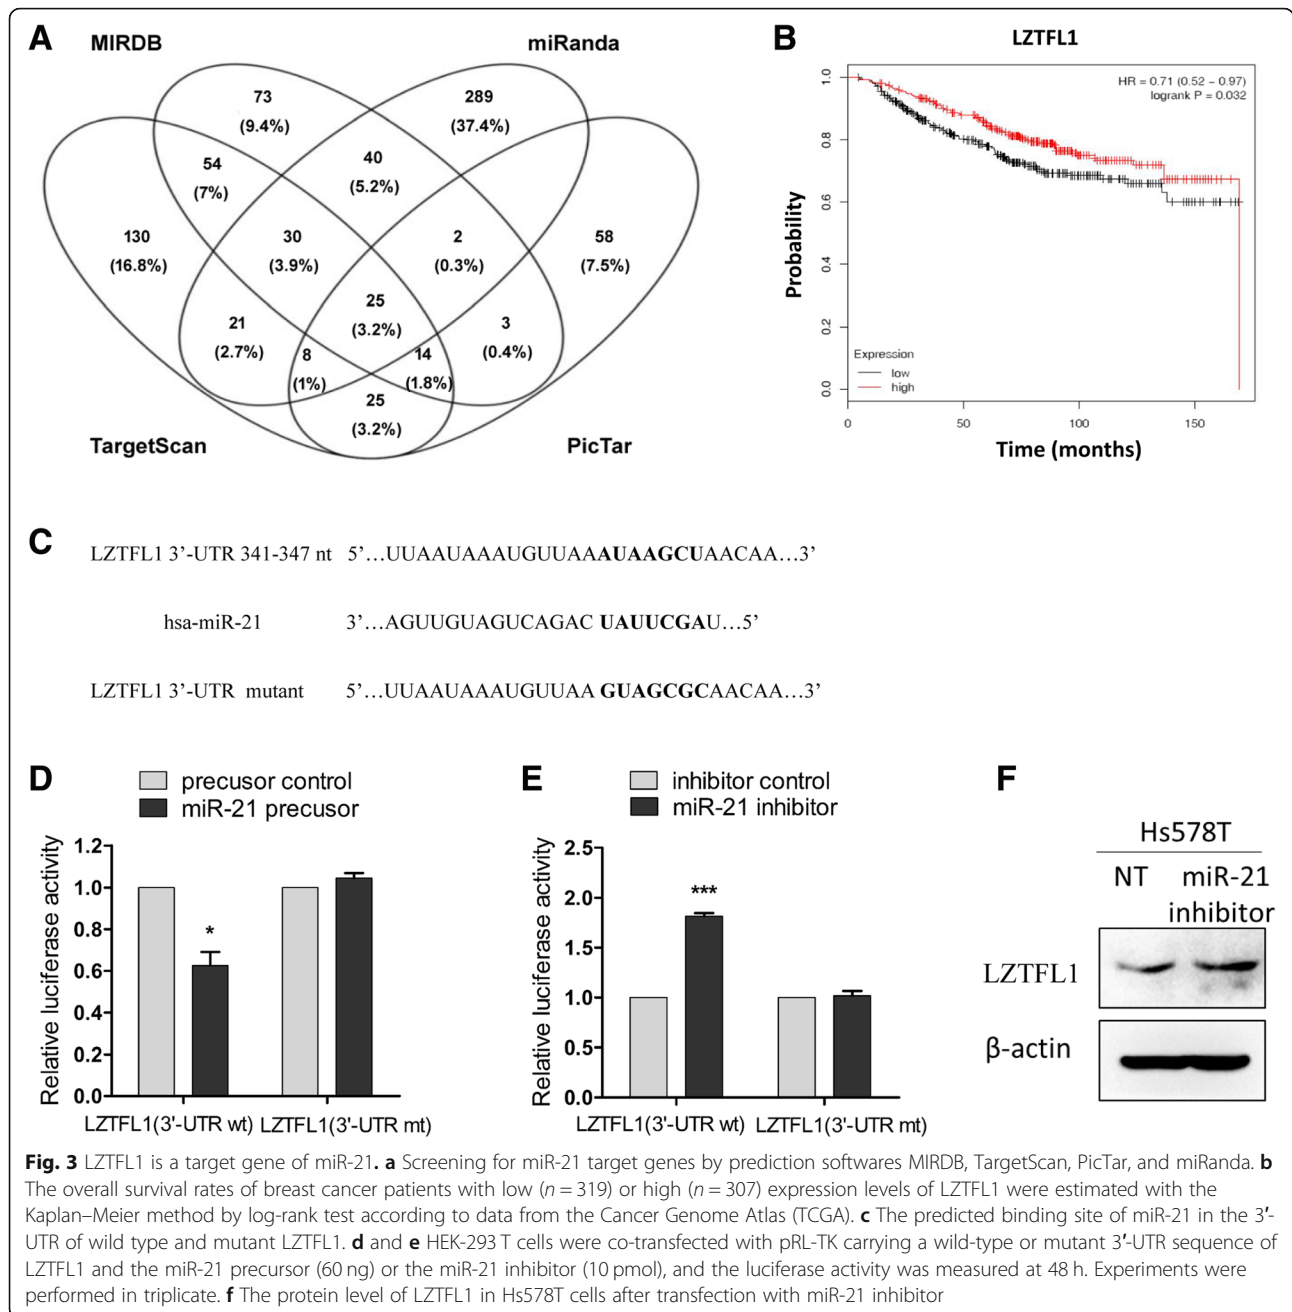 A
MIRDB
miRanda
73
(9.4%)
289
(37.4%)
54
(7%)
40
(5.2%)
130
(16.8%)
30
(3.9%)
2
(0.3%)
58
(7.5%)
25
(3.2%)
21
(2.7%)
3
(0.4%)
8
(1%)
14
(1.8%)
25
(3.2%)
TargetScan
PicTar
B
LZTFL1
HR = 0.71 (0.52 − 0.97)
logrank P = 0.032
Probability
1.0
0.8
0.6
0.4
0.2
0.0
Expression
low
high
0 50 100 150
Time (months)
C
LZTFL1 3’-UTR 341-347 nt 5’…UUAAUAAAUGUUAAAUAAGCUAACAA…3’
hsa-miR-21 3’…AGUUGUAGUCAGAC UAUUCGAU…5’
LZTFL1 3’-UTR mutant 5’…UUAAUAAAUGUUAA GUAGCGCAACAA…3’
D
precusor control
miR-21 precusor
Relative luciferase activity
1.2
1.0
0.8
0.6
0.4
0.2
0.0
*
LZTFL1(3'-UTR wt) LZTFL1(3'-UTR mt)
E
inhibitor control
miR-21 inhibitor
Relative luciferase activity
2.5
2.0
1.5
1.0
0.5
0.0
***
LZTFL1(3'-UTR wt) LZTFL1(3'-UTR mt)
F
Hs578T
NT miR-21
inhibitor
LZTFL1
β-actin
Fig. 3 LZTFL1 is a target gene of miR-21. a Screening for miR-21 target genes by prediction softwares MIRDB, TargetScan, PicTar, and miRanda. b
The overall survival rates of breast cancer patients with low (n = 319) or high (n = 307) expression levels of LZTFL1 were estimated with the
Kaplan–Meier method by log-rank test according to data from the Cancer Genome Atlas (TCGA). c The predicted binding site of miR-21 in the 3′-
UTR of wild type and mutant LZTFL1. d and e HEK-293 T cells were co-transfected with pRL-TK carrying a wild-type or mutant 3′-UTR sequence of
LZTFL1 and the miR-21 precursor (60 ng) or the miR-21 inhibitor (10 pmol), and the luciferase activity was measured at 48 h. Experiments were
performed in triplicate. f The protein level of LZTFL1 in Hs578T cells after transfection with miR-21 inhibitor